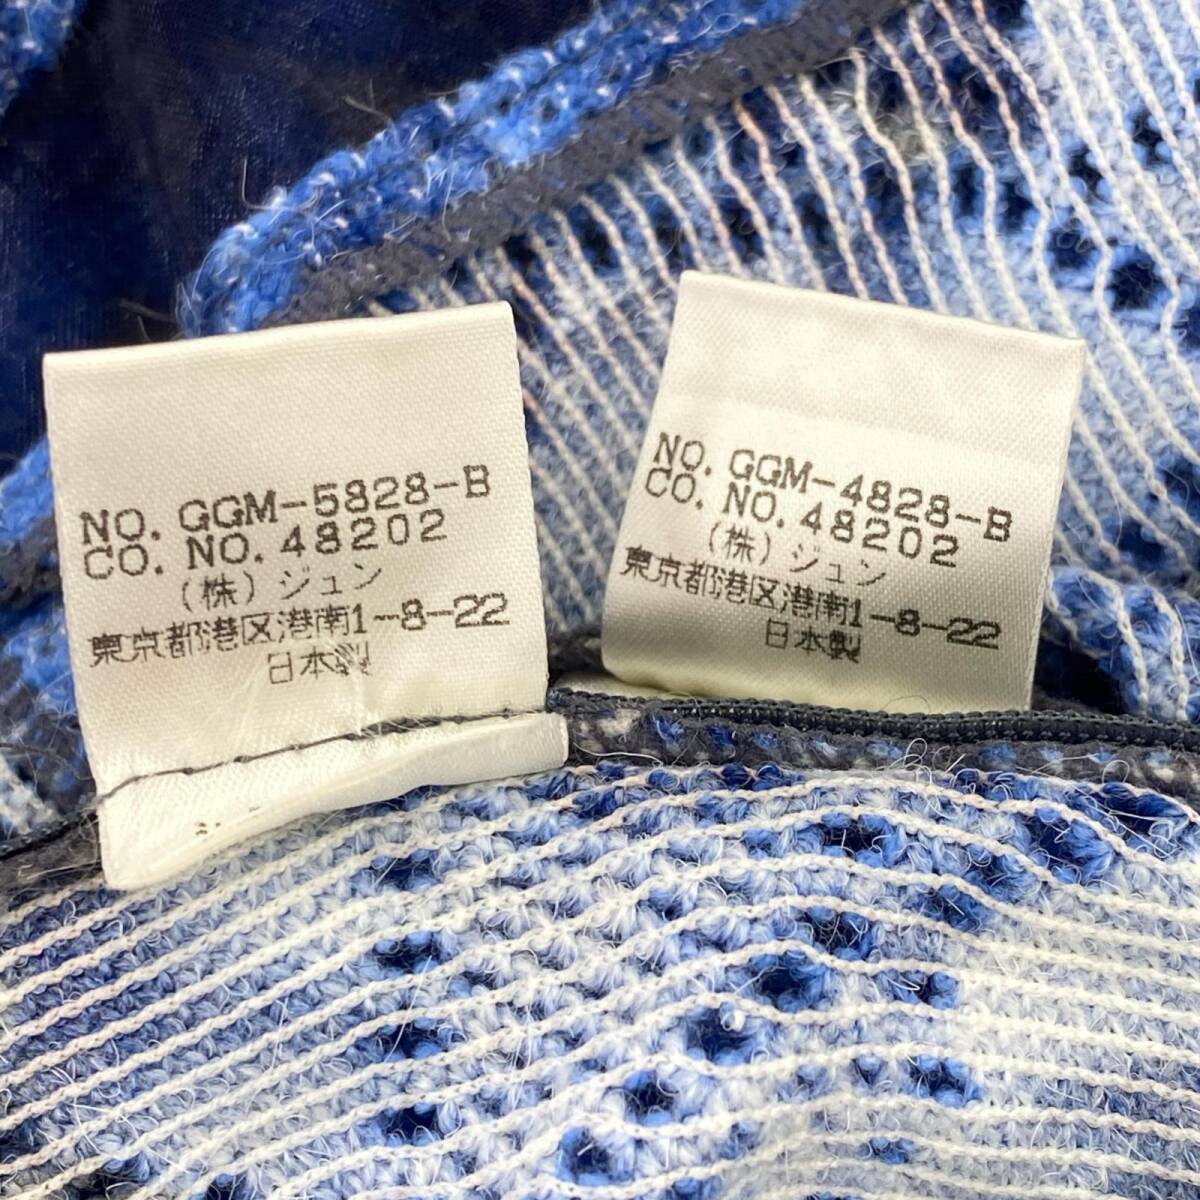 NO. GGM-5828-B
CO. NO. 48202
(株)ジュン
東京都港区港南1-8-22
日本製
NO. GGM-4828-B
CO. NO. 48202
(株)ジュン
東京都港区港南1-8-22
日本製